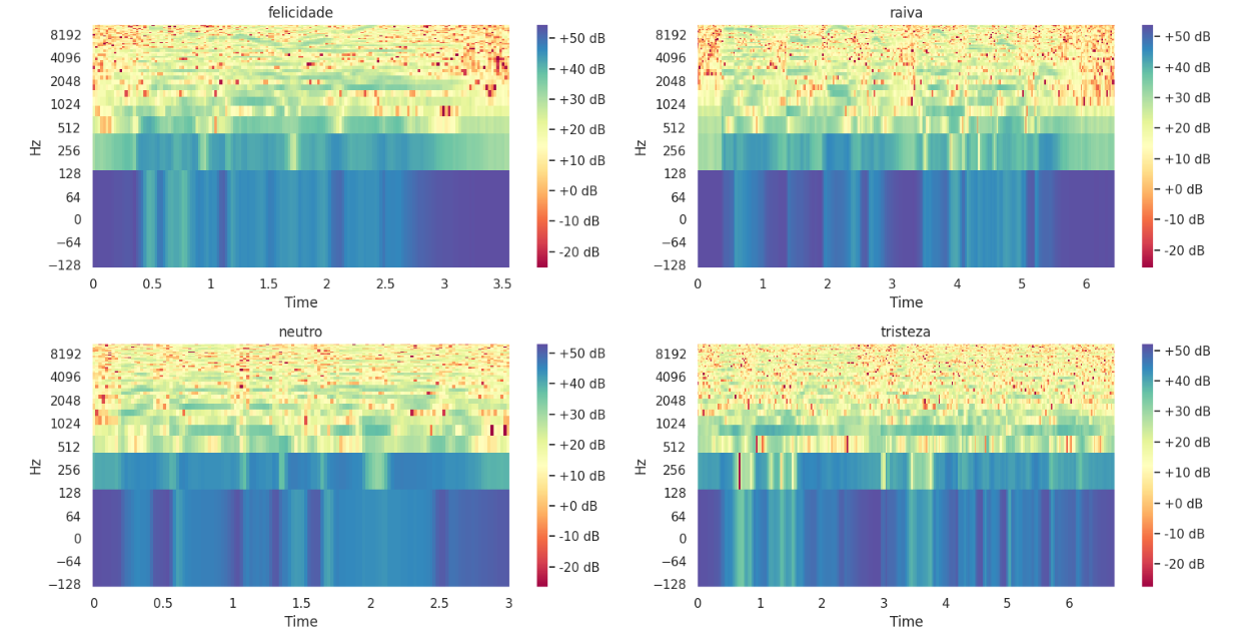 felicidade
8192
4096
2048
1024
512
256
128
64
0
−64
−128
Hz
0 0.5 1 1.5 2 2.5 3 3.5
Time
+50 dB
+40 dB
+30 dB
+20 dB
+10 dB
+0 dB
-10 dB
-20 dB
raiva
8192
4096
2048
1024
512
256
128
64
0
−64
−128
Hz
0 1 2 3 4 5 6
Time
+50 dB
+40 dB
+30 dB
+20 dB
+10 dB
+0 dB
-10 dB
-20 dB
neutro
8192
4096
2048
1024
512
256
128
64
0
−64
−128
Hz
0 0.5 1 1.5 2 2.5 3
Time
+50 dB
+40 dB
+30 dB
+20 dB
+10 dB
+0 dB
-10 dB
-20 dB
tristeza
8192
4096
2048
1024
512
256
128
64
0
−64
−128
Hz
0 1 2 3 4 5 6
Time
+50 dB
+40 dB
+30 dB
+20 dB
+10 dB
+0 dB
-10 dB
-20 dB